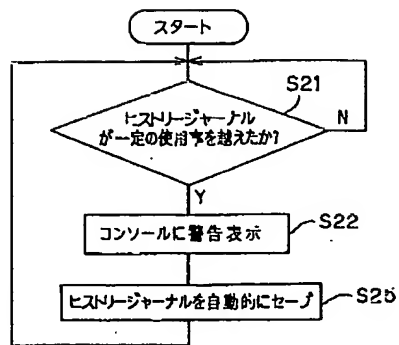 スタート
S21
ヒストリージャーナル
が一定の使用率を越えたか?
N
Y
コンソールに警告表示
S22
ヒストリージャーナルを自動的にセーブ
S25